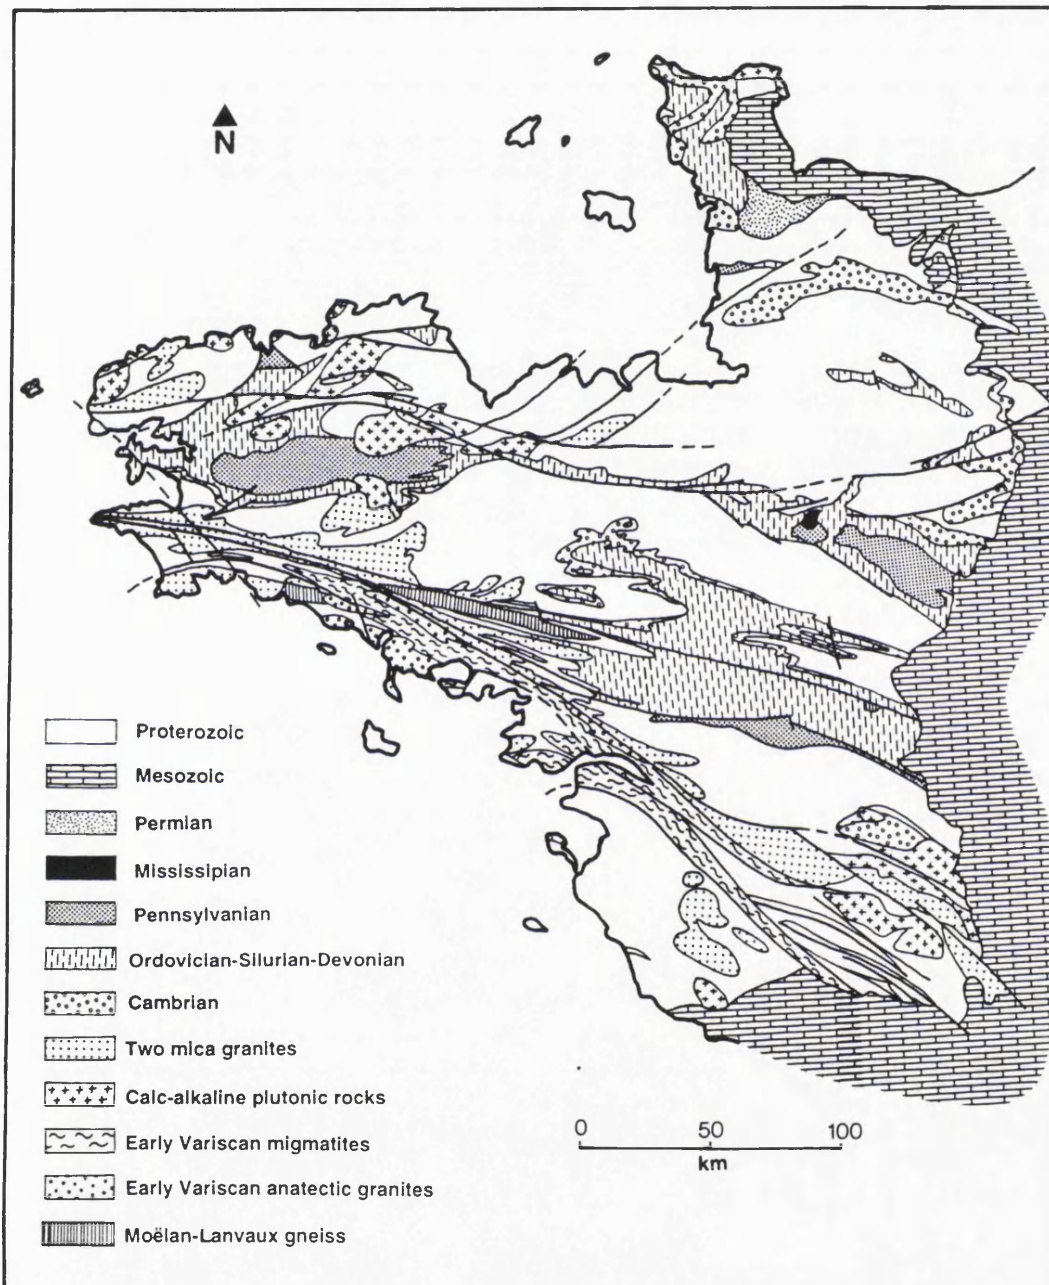 N
Proterozoic
Mesozoic
Permian
Mississipian
Pennsylvanian
Ordovician-Silurian-Devonian
Cambrian
Two mica granites
Calc-alkaline plutonic rocks
Early Variscan migmatites
Early Variscan anatectic granites
Moëlan-Lanvaux gneiss
0 50 100
km